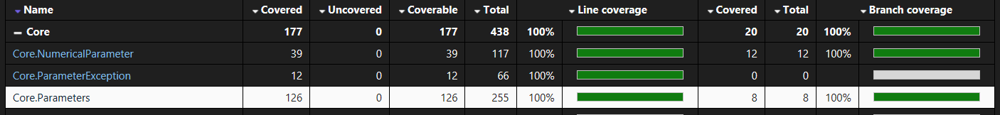 Name Covered Uncovered Coverable Total Line coverage Covered Total Branch coverage
Core 177 0 177 438 100% 20 20 100%
Core.NumericalParameter 39 0 39 117 100% 12 12 100%
Core.ParameterException 12 0 12 66 100% 0 0
Core.Parameters 126 0 126 255 100% 8 8 100%